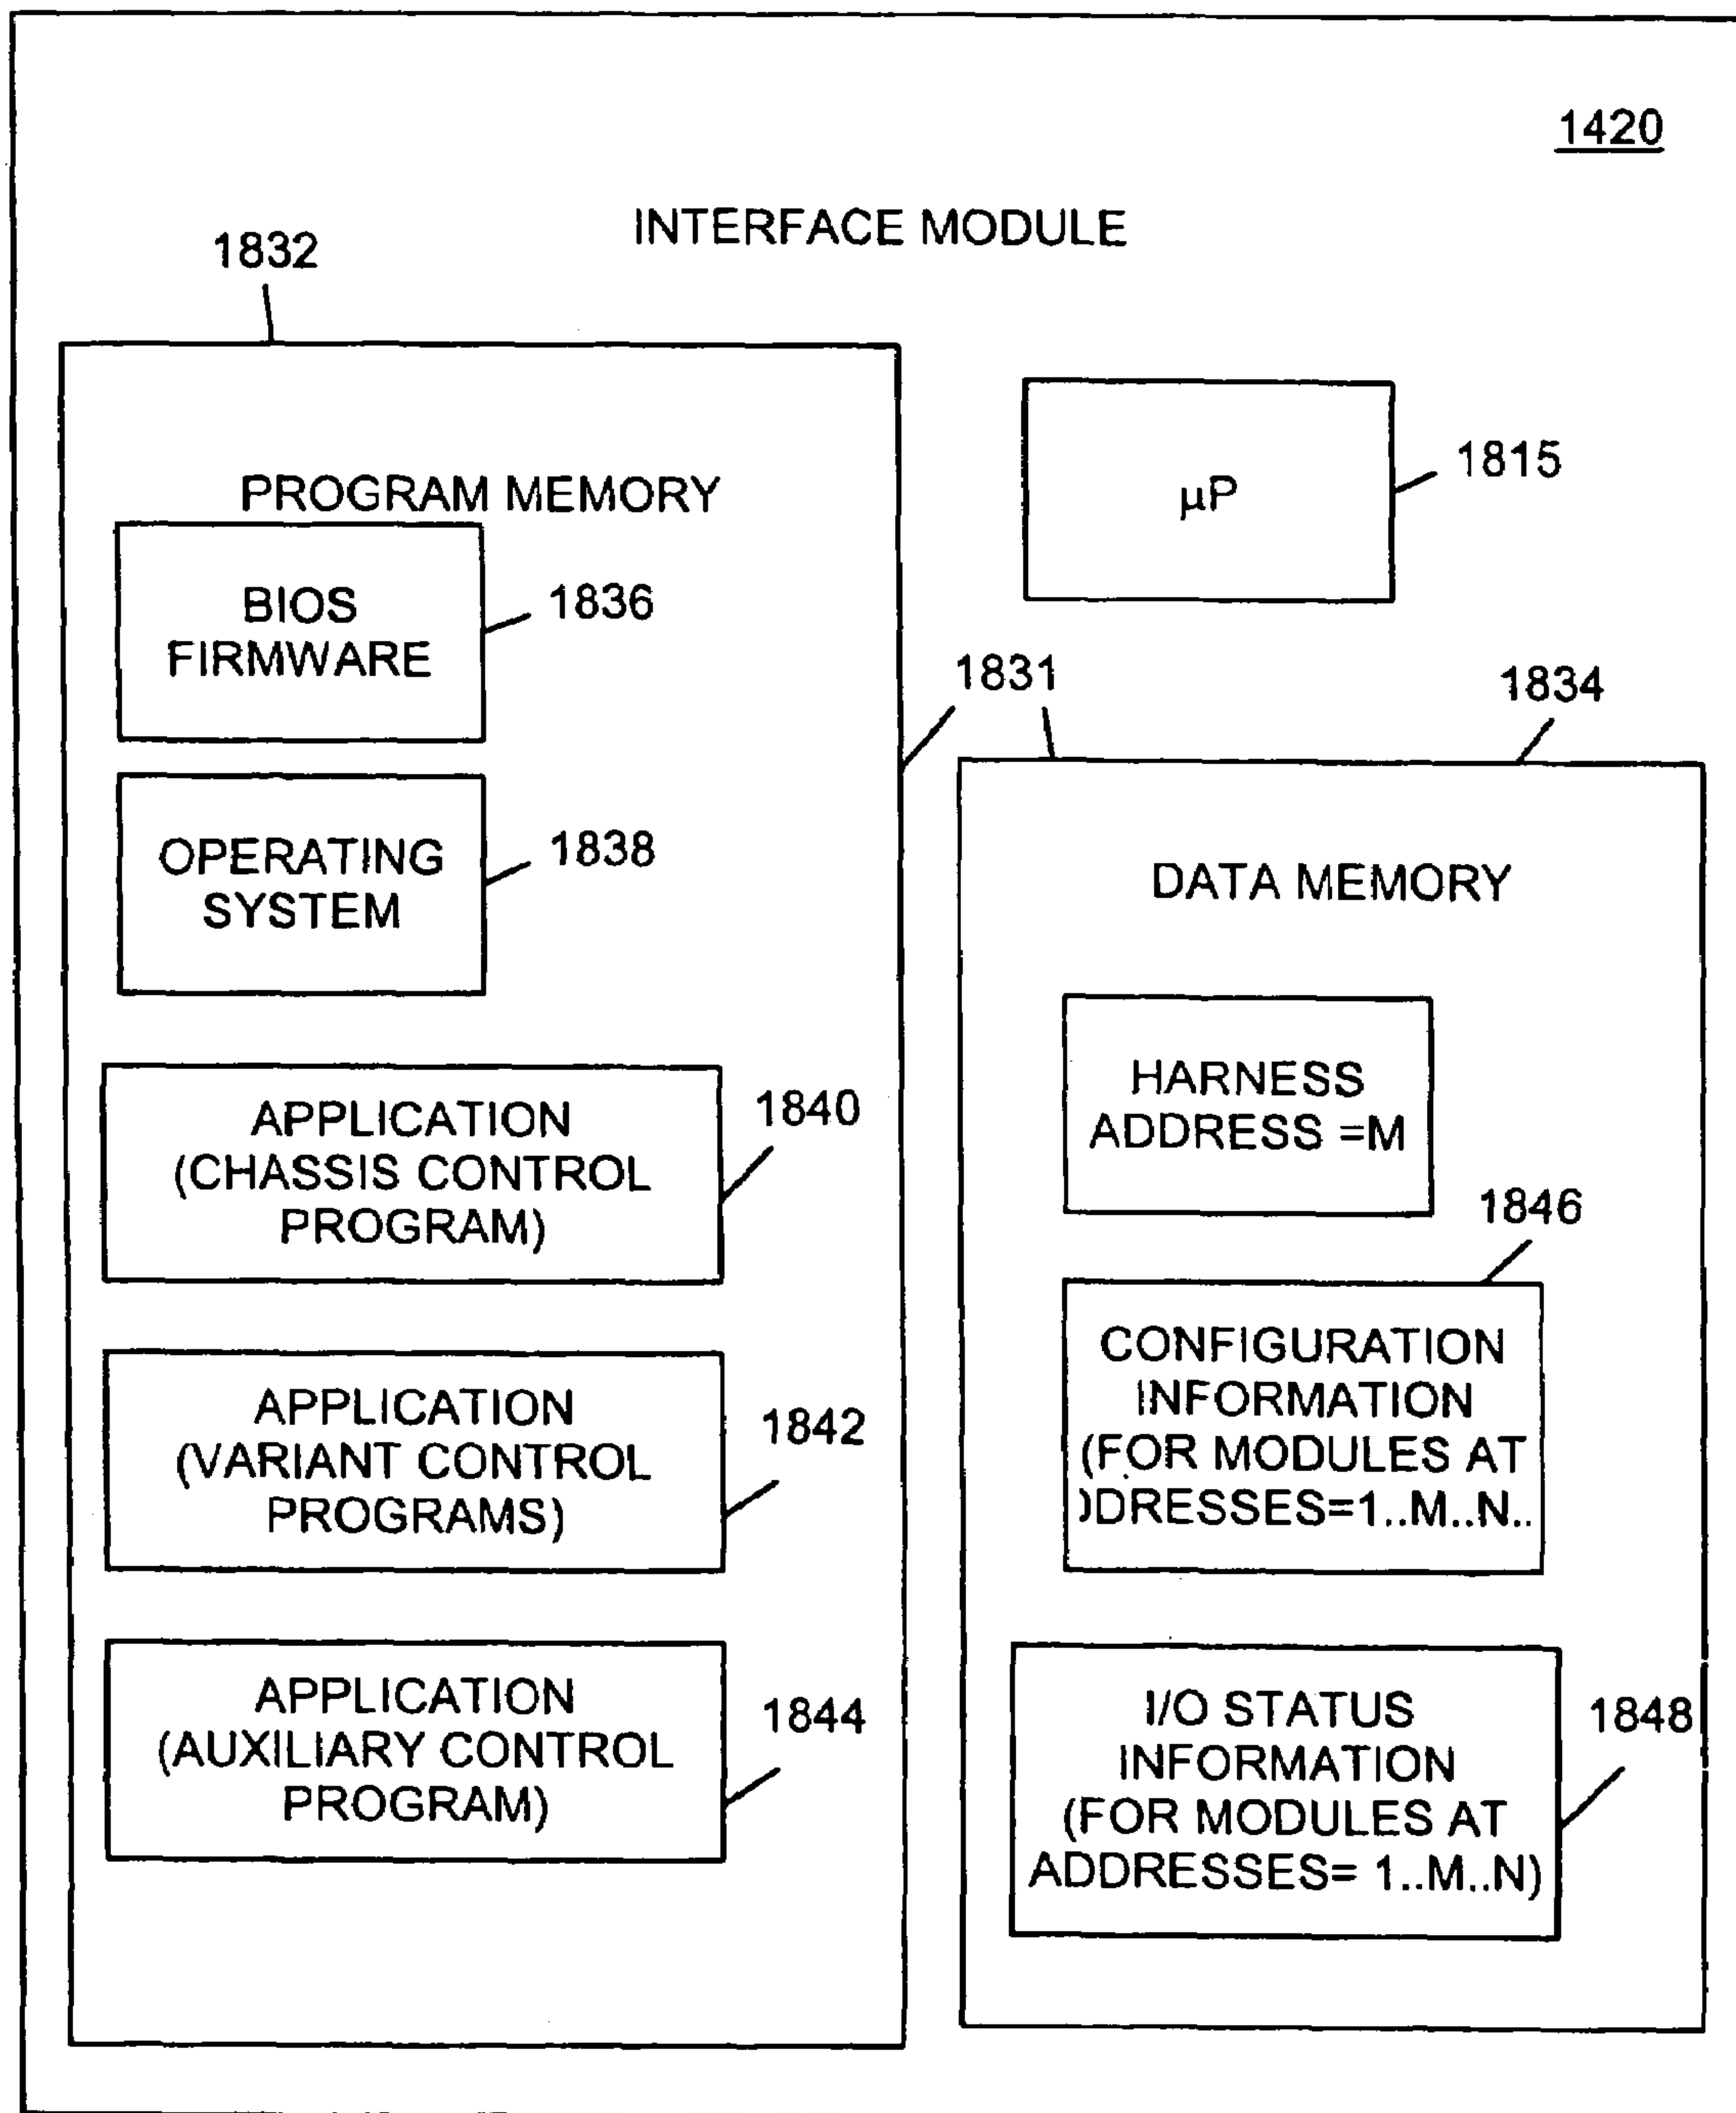 1420
INTERFACE MODULE
1832
PROGRAM MEMORY
BIOS
FIRMWARE
1836
OPERATING
SYSTEM
1838
APPLICATION
(CHASSIS CONTROL
PROGRAM)
1840
APPLICATION
(VARIANT CONTROL
PROGRAMS)
1842
APPLICATION
(AUXILIARY CONTROL
PROGRAM)
1844
µP
1815
1831
1834
DATA MEMORY
HARNESS
ADDRESS =M
1846
CONFIGURATION
INFORMATION
(FOR MODULES AT
DDRESSES=1..M..N..
I/O STATUS
INFORMATION
(FOR MODULES AT
ADDRESSES= 1..M..N)
1848